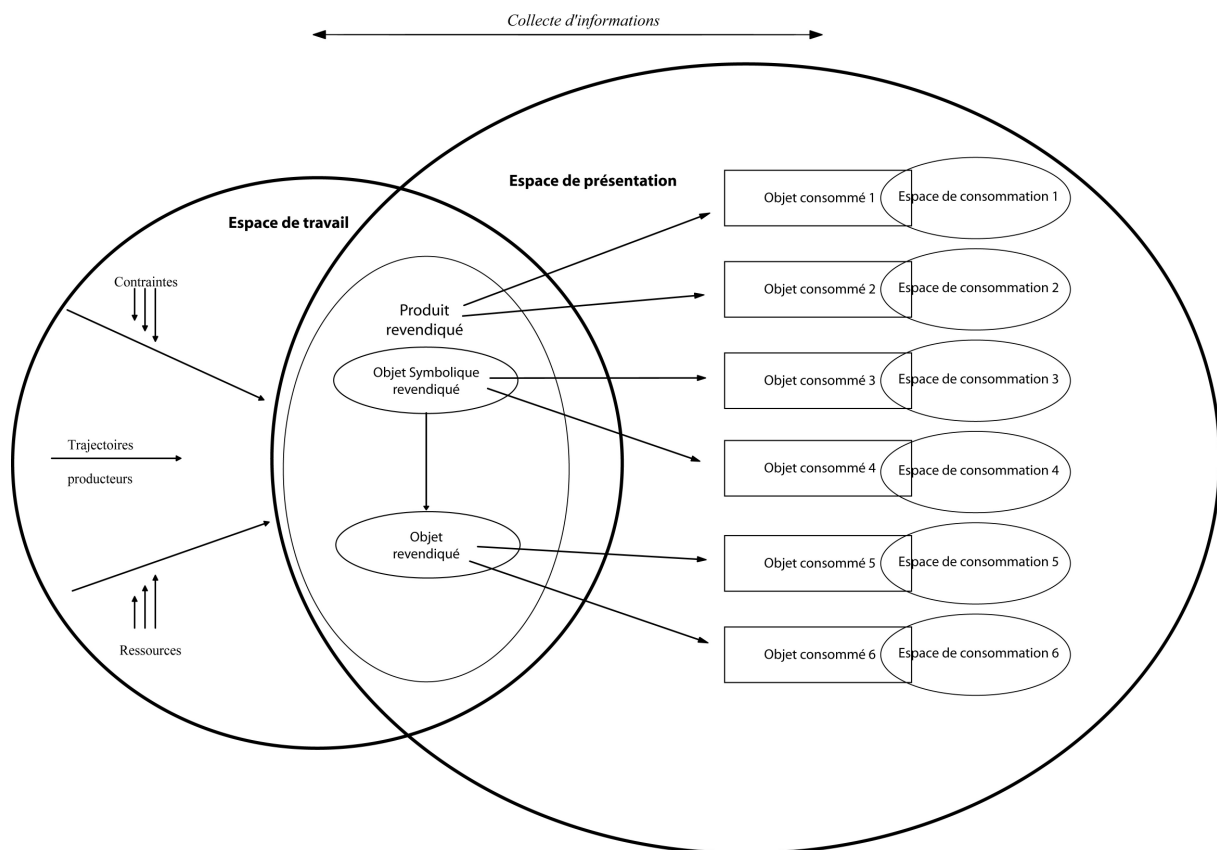 Collecte d'informations
Espace de travail
Espace de présentation
Contraintes
Trajectoires
producteurs
Ressources
Produit
revendiqué
Objet Symbolique
revendiqué
Objet
revendiqué
Objet consommé 1
Espace de consommation 1
Objet consommé 2
Espace de consommation 2
Objet consommé 3
Espace de consommation 3
Objet consommé 4
Espace de consommation 4
Objet consommé 5
Espace de consommation 5
Objet consommé 6
Espace de consommation 6